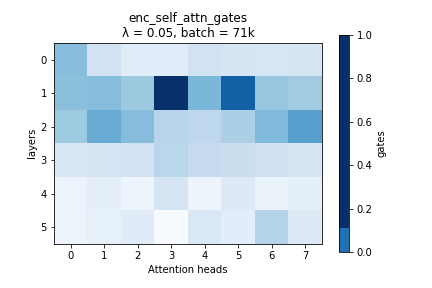 enc_self_attn_gates
λ = 0.05, batch = 71k
layers
0
1
2
3
4
5
0 1 2 3 4 5 6 7
Attention heads
1.0
0.8
0.6
0.4
0.2
0.0
gates